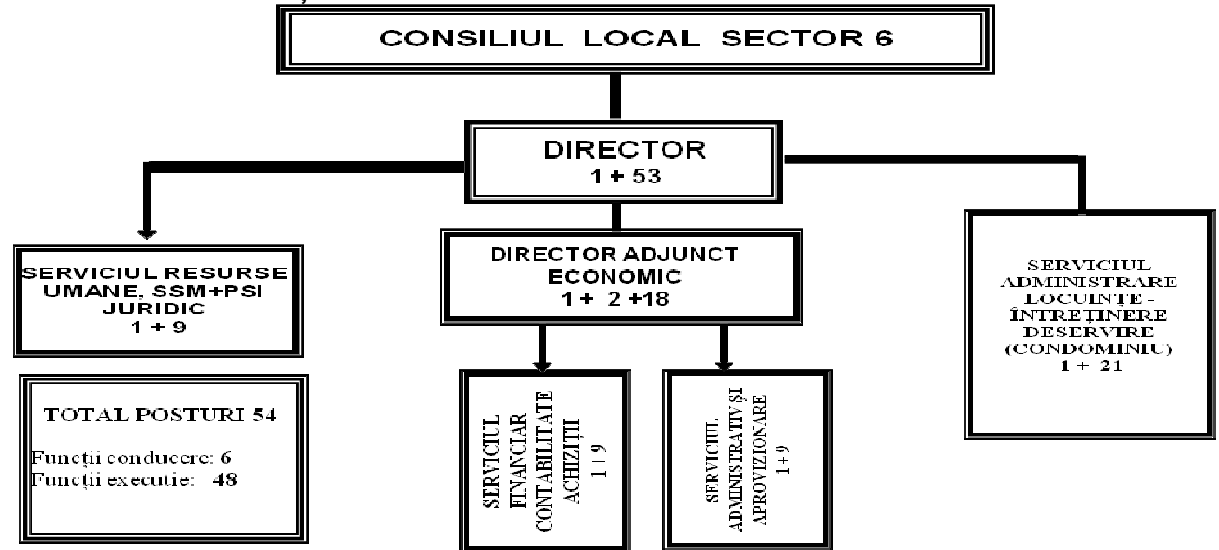 CONSILIUL LOCAL SECTOR 6
DIRECTOR
1 + 53
SERVICIUL RESURSE
UMANE, SSM+PSI
JURIDIC
1 + 9
DIRECTOR ADJUNCT
ECONOMIC
1 + 2 +18
SERVICIUL
ADMINISTRARE
LOCUINȚE -
ÎNTREȚINERE
DESERVIRE
(CONDOMINIU)
1 + 21
TOTAL POSTURI 54
Funcții conducere: 6
Funcții executie: 48
SERVICIUL
FINANCIAR
CONTABILITATE
ACHIZIȚII
1 + 9
SERVICIUL
ADMINISTRATIV ȘI
APROVIZIONARE
1 + 9